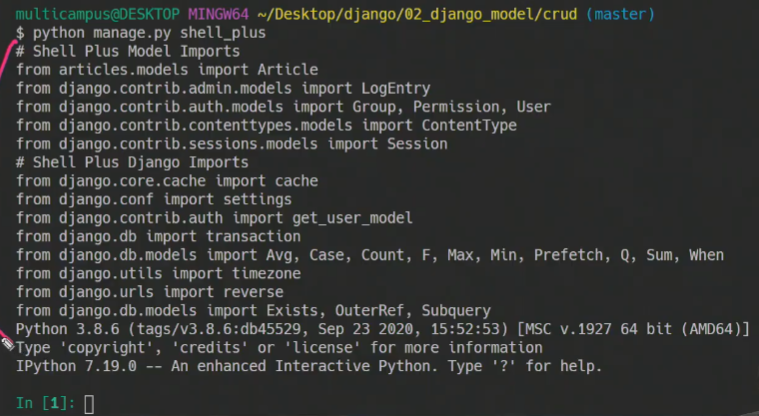 multicampus@DESKTOP MINGW64 ~/Desktop/django/02_django_model/crud (master)
$ python manage.py shell_plus
# Shell Plus Model Imports
from articles.models import Article
from django.contrib.admin.models import LogEntry
from django.contrib.auth.models import Group, Permission, User
from django.contrib.contenttypes.models import ContentType
from django.contrib.sessions.models import Session
# Shell Plus Django Imports
from django.core.cache import cache
from django.conf import settings
from django.contrib.auth import get_user_model
from django.db import transaction
from django.db.models import Avg, Case, Count, F, Max, Min, Prefetch, Q, Sum, When
from django.utils import timezone
from django.urls import reverse
from django.db.models import Exists, OuterRef, Subquery
Python 3.8.6 (tags/v3.8.6:db45529, Sep 23 2020, 15:52:53) [MSC v.1927 64 bit (AMD64)]
Type 'copyright', 'credits' or 'license' for more information
IPython 7.19.0 -- An enhanced Interactive Python. Type '?' for help.
In [1]: